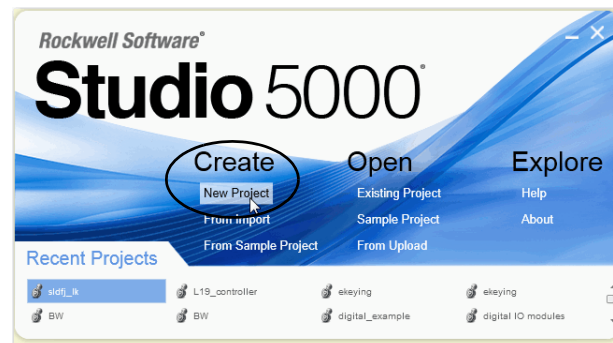 Rockwell Software®
Studio 5000®
Create Open Explore
New Project Existing Project Help
From Import Sample Project About
From Sample Project From Upload
Recent Projects
sldfj_lk L19_controller ekeying ekeying
BW BW digital_example digital IO modules